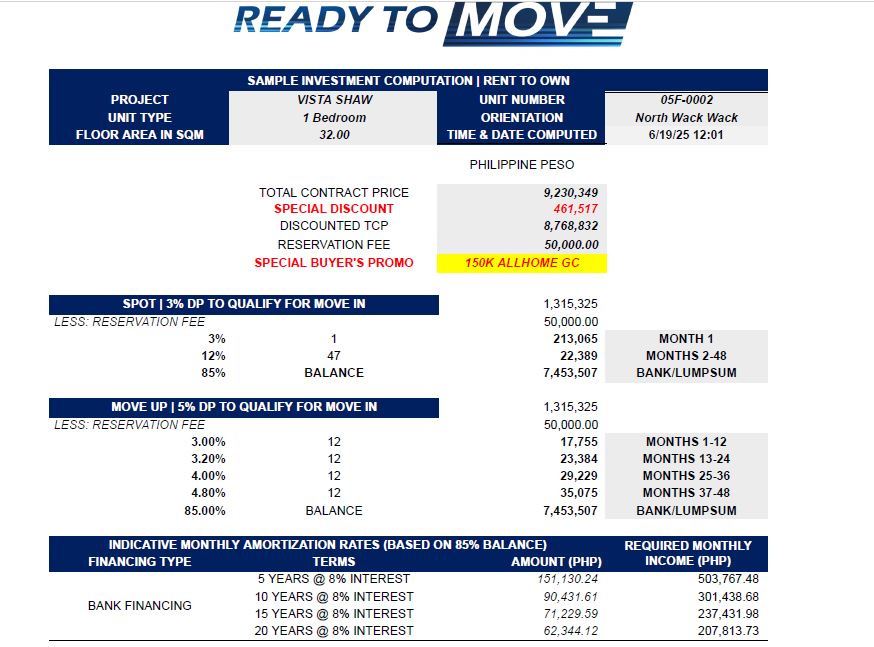 READY TO MOVE
SAMPLE INVESTMENT COMPUTATION | RENT TO OWN
PROJECT VISTA SHAW UNIT NUMBER 05F-0002
UNIT TYPE 1 Bedroom ORIENTATION North Wack Wack
FLOOR AREA IN SQM 32.00 TIME & DATE COMPUTED 6/19/25 12:01
PHILIPPINE PESO
TOTAL CONTRACT PRICE 9,230,349
SPECIAL DISCOUNT 461,517
DISCOUNTED TCP 8,768,832
RESERVATION FEE 50,000.00
SPECIAL BUYER'S PROMO 150K ALLHOME GC
SPOT | 3% DP TO QUALIFY FOR MOVE IN 1,315,325
LESS: RESERVATION FEE 50,000.00
3% 1 213,065 MONTH 1
12% 47 22,389 MONTHS 2-48
85% BALANCE 7,453,507 BANK/LUMPSUM
MOVE UP | 5% DP TO QUALIFY FOR MOVE IN 1,315,325
LESS: RESERVATION FEE 50,000.00
3.00% 12 17,755 MONTHS 1-12
3.20% 12 23,384 MONTHS 13-24
4.00% 12 29,229 MONTHS 25-36
4.80% 12 35,075 MONTHS 37-48
85.00% BALANCE 7,453,507 BANK/LUMPSUM
INDICATIVE MONTHLY AMORTIZATION RATES (BASED ON 85% BALANCE) REQUIRED MONTHLY
FINANCING TYPE TERMS AMOUNT (PHP) INCOME (PHP)
5 YEARS @ 8% INTEREST 151,130.24 503,767.48
10 YEARS @ 8% INTEREST 90,431.61 301,438.68
BANK FINANCING
15 YEARS @ 8% INTEREST 71,229.59 237,431.98
20 YEARS @ 8% INTEREST 62,344.12 207,813.73